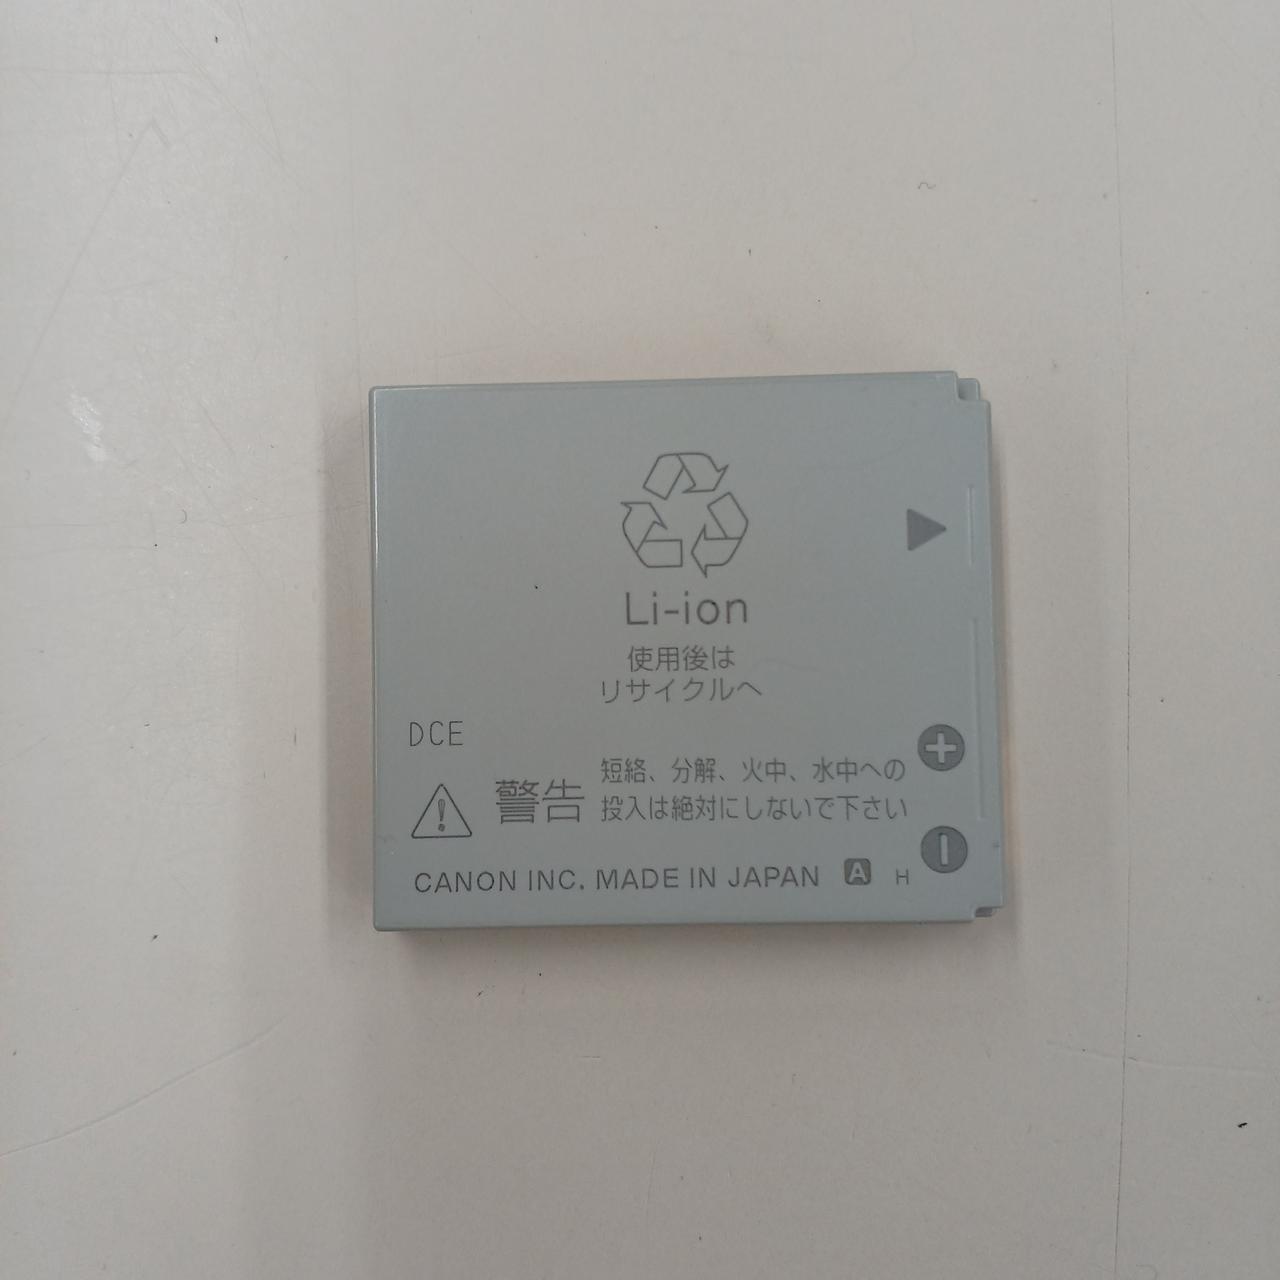 Li-ion
使用後は
リサイクルへ
DCE
警告 短絡、分解、火中、水中への
投入は絶対にしないで下さい
CANON INC. MADE IN JAPAN A H